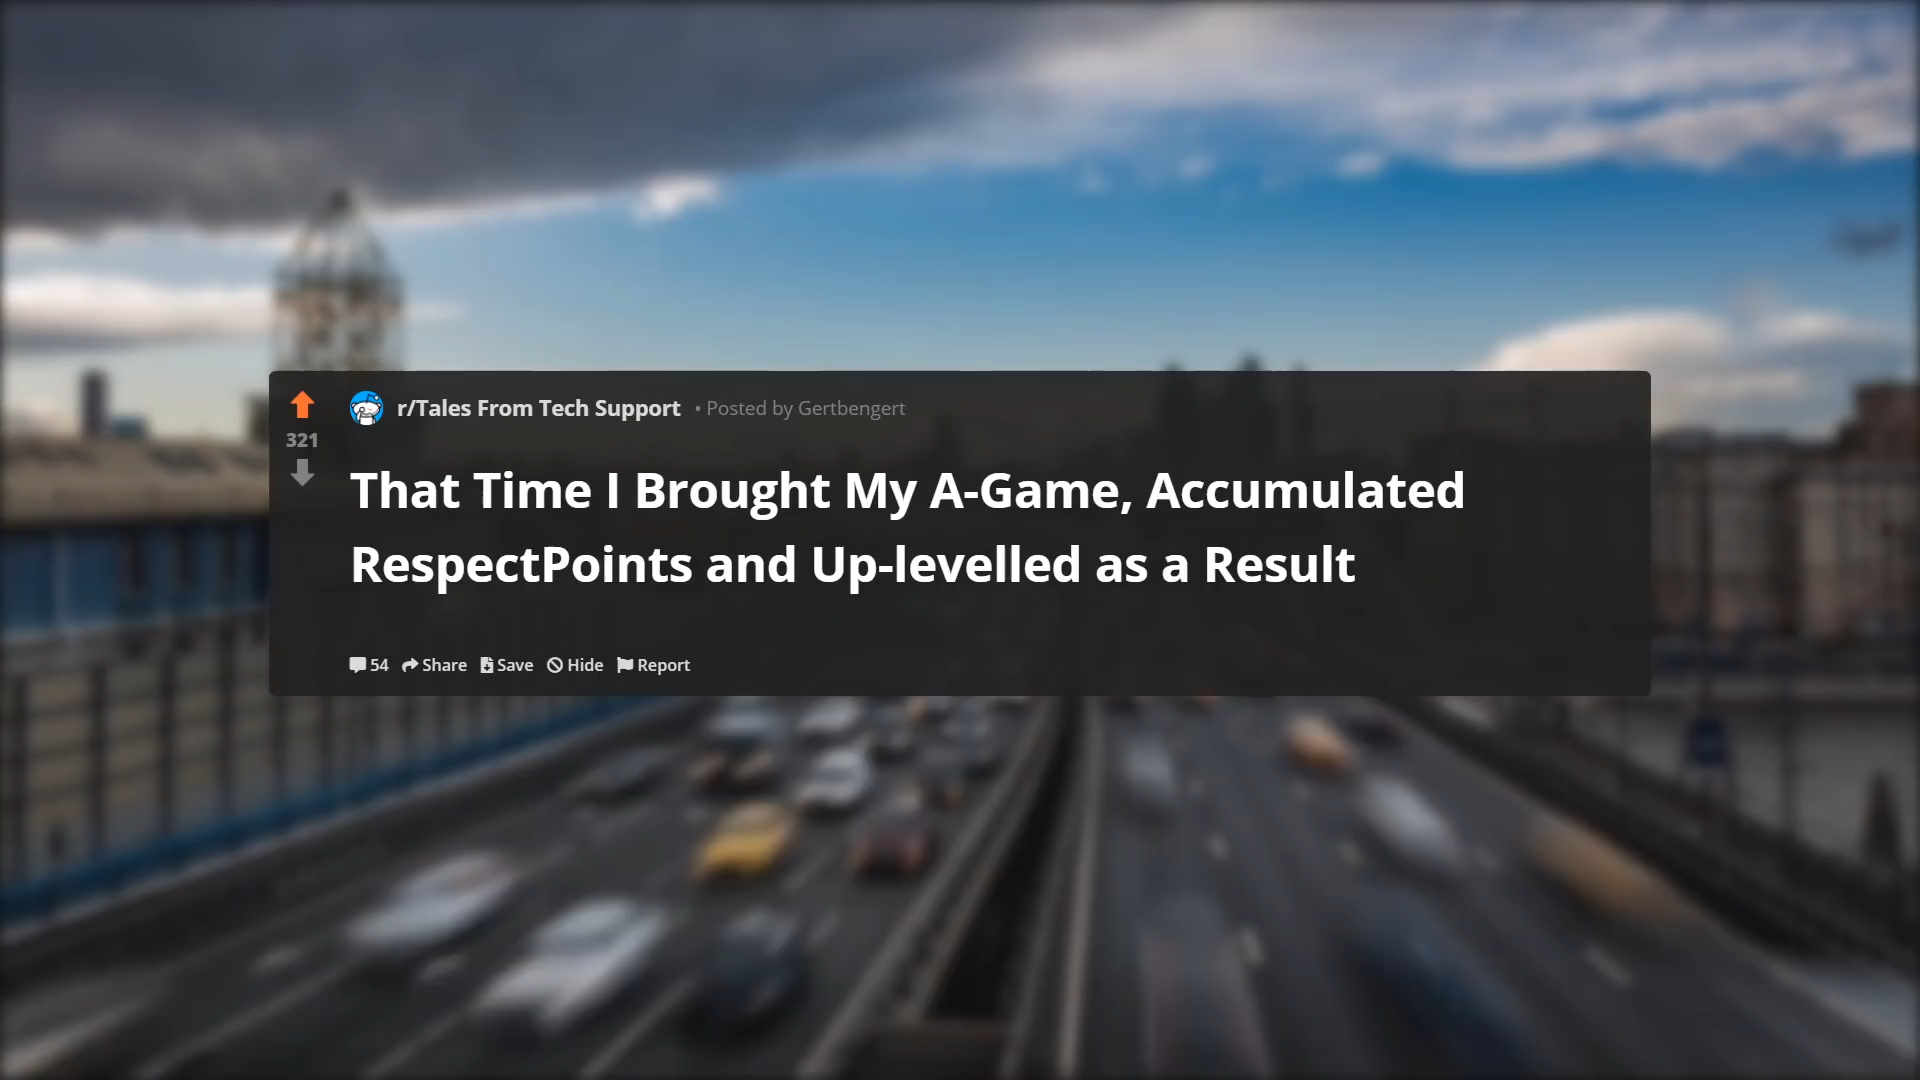 r/Tales From Tech Support • Posted by Gertbengert
321
That Time I Brought My A-Game, Accumulated
RespectPoints and Up-levelled as a Result
54 Share Save Hide Report